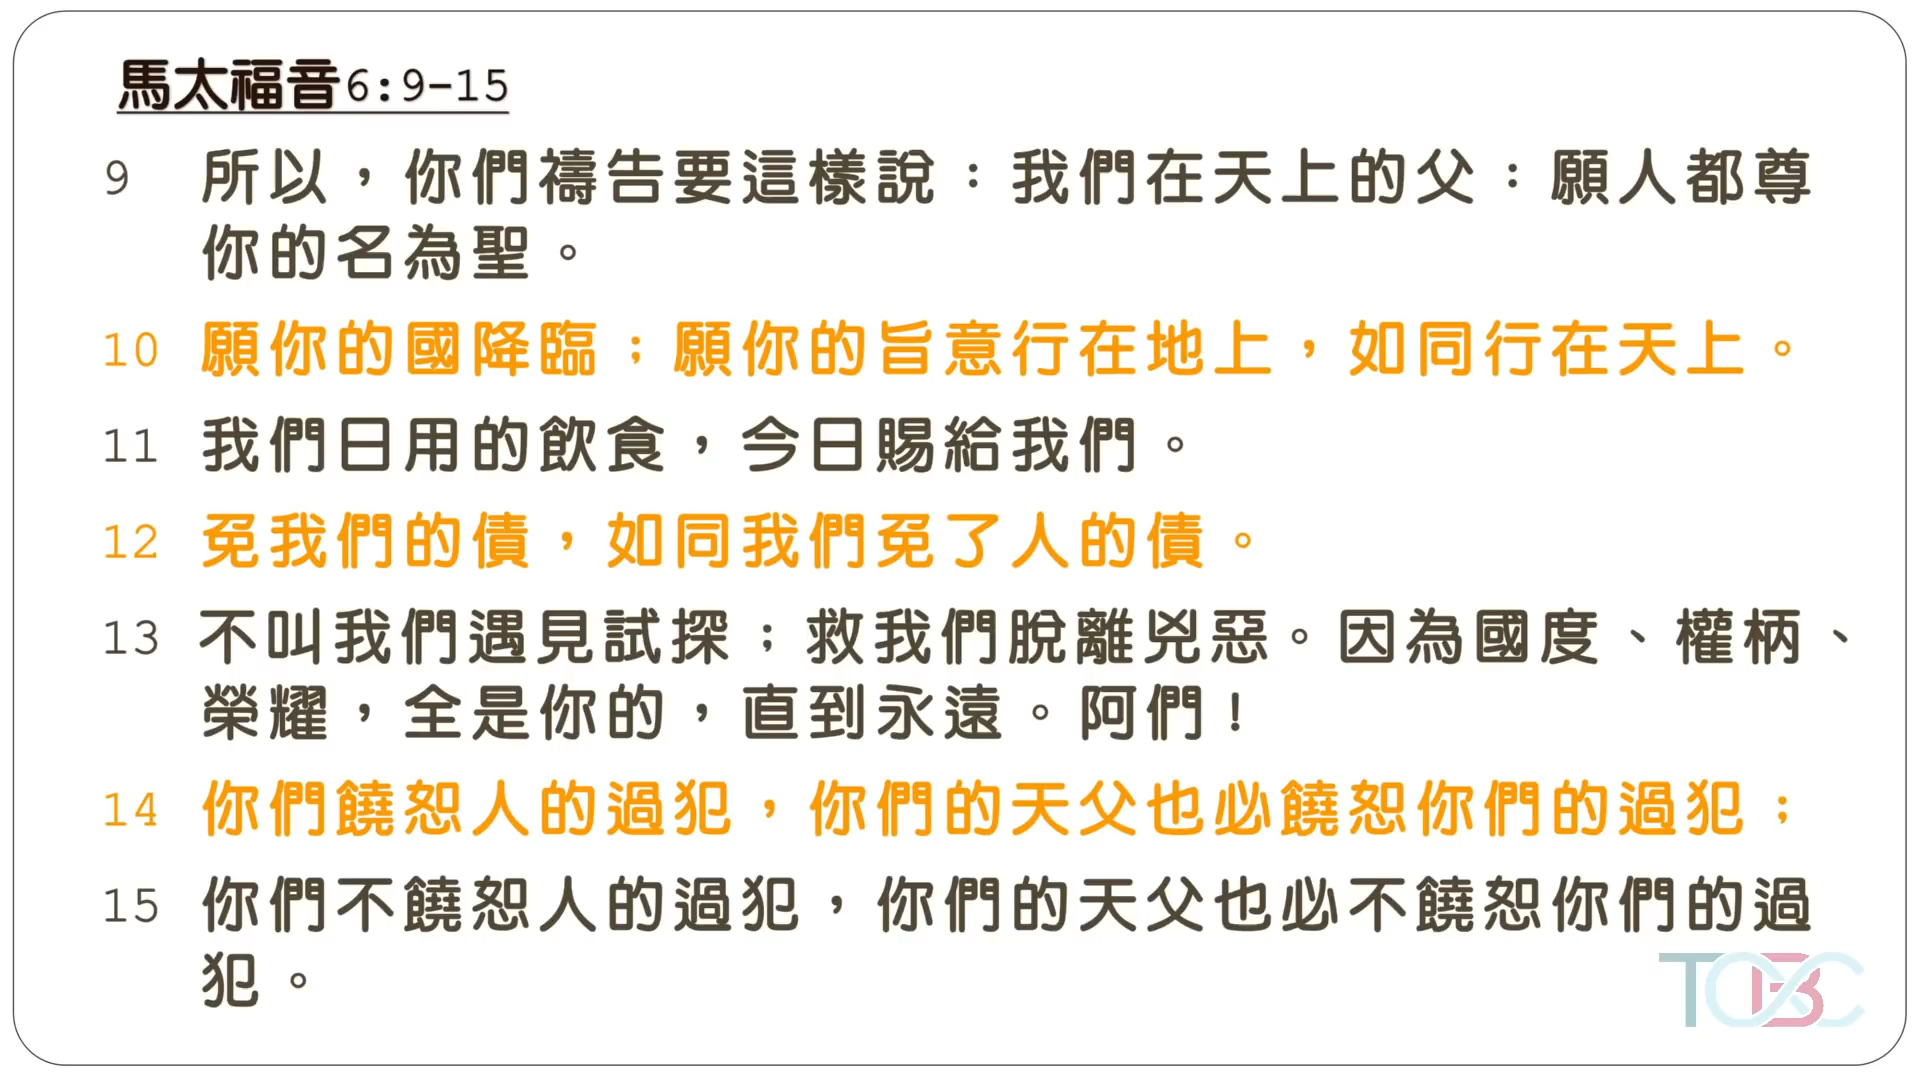 馬太福音6:9-15
9 所以，你們禱告要這樣說：我們在天上的父：願人都尊
你的名為聖。
10 願你的國降臨；願你的旨意行在地上，如同行在天上。
11 我們日用的飲食，今日賜給我們。
12 免我們的債，如同我們免了人的債。
13 不叫我們遇見試探；救我們脫離兇惡。因為國度、權柄、
榮耀，全是你的，直到永遠。阿們！
14 你們饒恕人的過犯，你們的天父也必饒恕你們的過犯；
15 你們不饒恕人的過犯，你們的天父也必不饒恕你們的過
犯。
TOBC